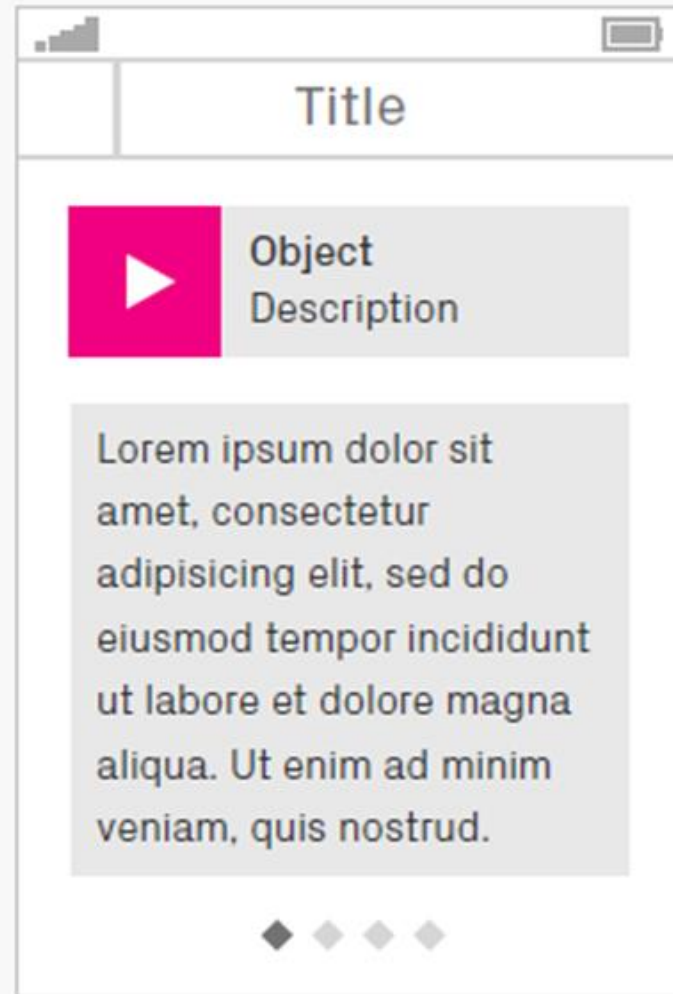 Title
Object
Description
Lorem ipsum dolor sit
amet, consectetur
adipisicing elit, sed do
eiusmod tempor incididunt
ut labore et dolore magna
aliqua. Ut enim ad minim
veniam, quis nostrud.